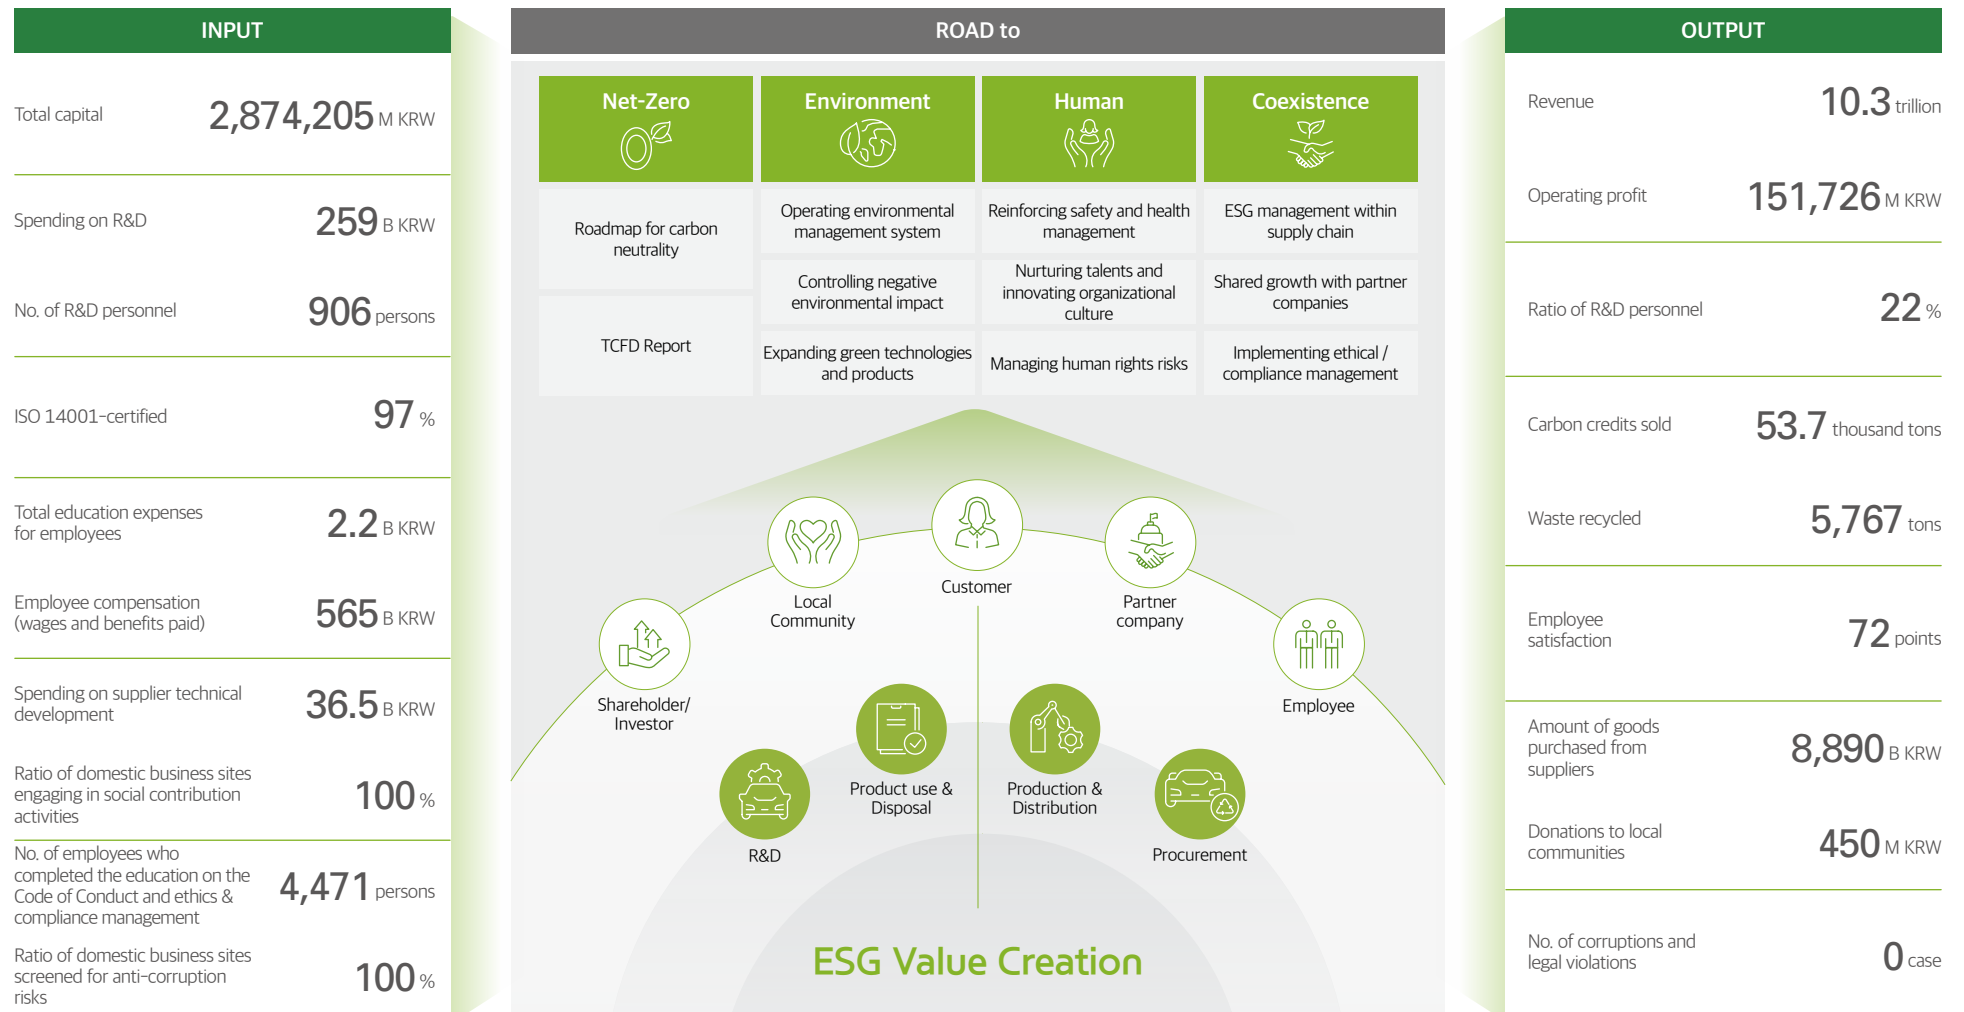 INPUT
Total capital 2,874,205 M KRW
Spending on R&D 259 B KRW
No. of R&D personnel 906 persons
ISO 14001-certified 97 %
Total education expenses
for employees 2.2 B KRW
Employee compensation
(wages and benefits paid) 565 B KRW
Spending on supplier technical
development 36.5 B KRW
Ratio of domestic business sites
engaging in social contribution
activities 100 %
No. of employees who
completed the education on the
Code of Conduct and ethics &
compliance management 4,471 persons
Ratio of domestic business sites
screened for anti-corruption
risks 100 %
ROAD to
Net-Zero
Roadmap for carbon
neutrality
TCFD Report
Environment
Operating environmental
management system
Controlling negative
environmental impact
Expanding green technologies
and products
Human
Reinforcing safety and health
management
Nurturing talents and
innovating organizational
culture
Managing human rights risks
Coexistence
ESG management within
supply chain
Shared growth with partner
companies
Implementing ethical /
compliance management
Shareholder/
Investor
Local
Community
Customer
Partner
company
Employee
R&D
Product use &
Disposal
Production &
Distribution
Procurement
ESG Value Creation
OUTPUT
Revenue 10.3 trillion
Operating profit 151,726 M KRW
Ratio of R&D personnel 22 %
Carbon credits sold 53.7 thousand tons
Waste recycled 5,767 tons
Employee
satisfaction 72 points
Amount of goods
purchased from
suppliers 8,890 B KRW
Donations to local
communities 450 M KRW
No. of corruptions and
legal violations 0 case